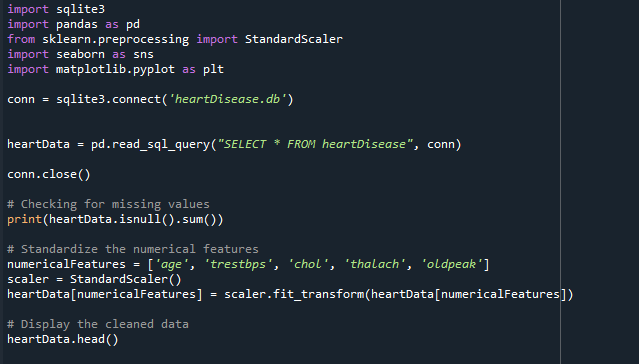 import sqlite3
import pandas as pd
from sklearn.preprocessing import StandardScaler
import seaborn as sns
import matplotlib.pyplot as plt
conn = sqlite3.connect('heartDisease.db')
heartData = pd.read_sql_query("SELECT * FROM heartDisease", conn)
conn.close()
# Checking for missing values
print(heartData.isnull().sum())
# Standardize the numerical features
numericalFeatures = ['age', 'trestbps', 'chol', 'thalach', 'oldpeak']
scaler = StandardScaler()
heartData[numericalFeatures] = scaler.fit_transform(heartData[numericalFeatures])
# Display the cleaned data
heartData.head()